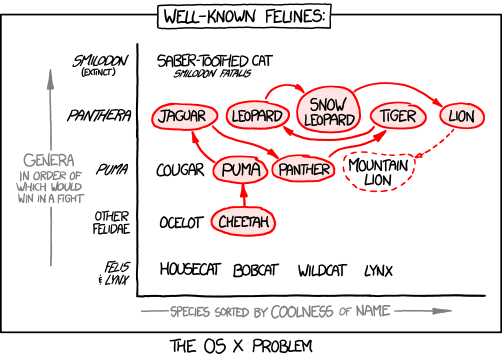 WELL-KNOWN FELINES:
SMILODON
(EXTINCT)
SABER-TOOTHED CAT
SMILODON FATALIS
PANTHERA
JAGUAR
LEOPARD
SNOW
LEOPARD
TIGER
LION
GENERA
IN ORDER OF
WHICH WOULD
WIN IN A FIGHT
PUMA
COUGAR
PUMA
PANTHER
MOUNTAIN
LION
OTHER
FELIDAE
OCELOT
CHEETAH
FELIS
& LYNX
HOUSECAT
BOBCAT
WILDCAT
LYNX
SPECIES SORTED BY COOLNESS OF NAME
THE OS X PROBLEM